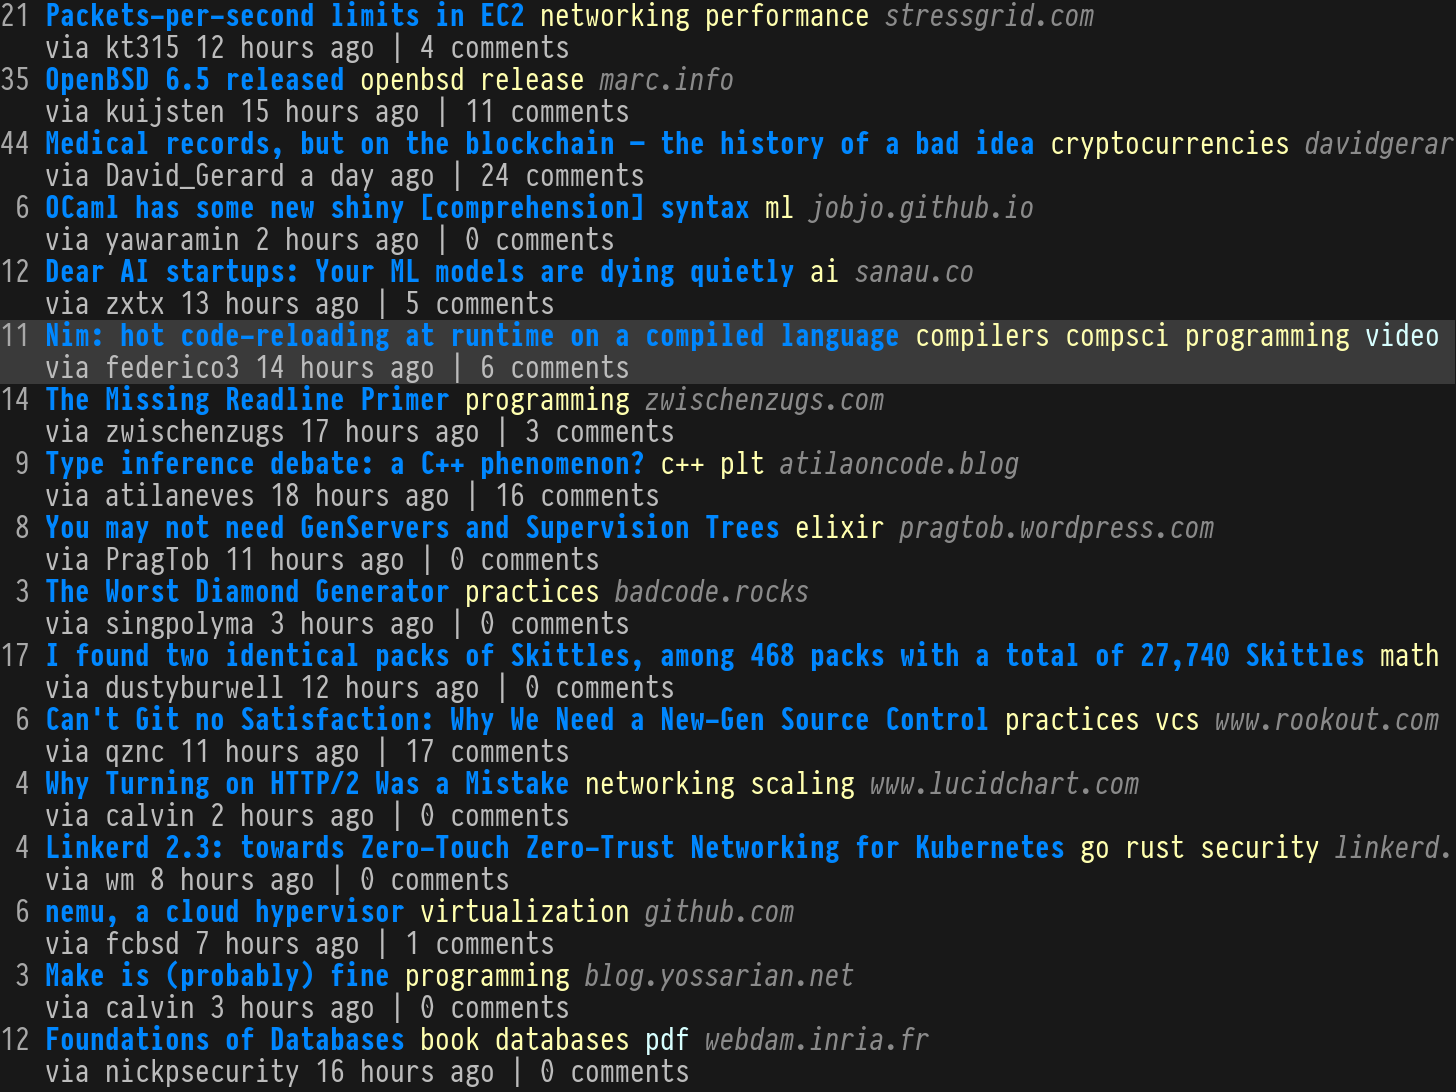 21 Packets-per-second limits in EC2 networking performance stressgrid.com
via kt315 12 hours ago | 4 comments
35 OpenBSD 6.5 released openbsd release marc.info
via kuijsten 15 hours ago | 11 comments
44 Medical records, but on the blockchain — the history of a bad idea cryptocurrencies davidgerar
via David_Gerard a day ago | 24 comments
6 OCaml has some new shiny [comprehension] syntax ml jobjo.github.io
via yawaramin 2 hours ago | 0 comments
12 Dear AI startups: Your ML models are dying quietly ai sanau.co
via zxtx 13 hours ago | 5 comments
11 Nim: hot code-reloading at runtime on a compiled language compilers compsci programming video
via federico3 14 hours ago | 6 comments
14 The Missing Readline Primer programming zwischenzugs.com
via zwischenzugs 17 hours ago | 3 comments
9 Type inference debate: a C++ phenomenon? c++ plt atilaoncode.blog
via atilaneves 18 hours ago | 16 comments
8 You may not need GenServers and Supervision Trees elixir pragtob.wordpress.com
via PragTob 11 hours ago | 0 comments
3 The Worst Diamond Generator practices badcode.rocks
via singpolyma 3 hours ago | 0 comments
17 I found two identical packs of Skittles, among 468 packs with a total of 27,740 Skittles math
via dustyburwell 12 hours ago | 0 comments
6 Can't Git no Satisfaction: Why We Need a New-Gen Source Control practices vcs www.rookout.com
via qznc 11 hours ago | 17 comments
4 Why Turning on HTTP/2 Was a Mistake networking scaling www.lucidchart.com
via calvin 2 hours ago | 0 comments
4 Linkerd 2.3: towards Zero-Touch Zero-Trust Networking for Kubernetes go rust security linkerd.
via wm 8 hours ago | 0 comments
6 nemu, a cloud hypervisor virtualization github.com
via fcbsd 7 hours ago | 1 comments
3 Make is (probably) fine programming blog.yossarian.net
via calvin 3 hours ago | 0 comments
12 Foundations of Databases book databases pdf webdam.inria.fr
via nickpsecurity 16 hours ago | 0 comments